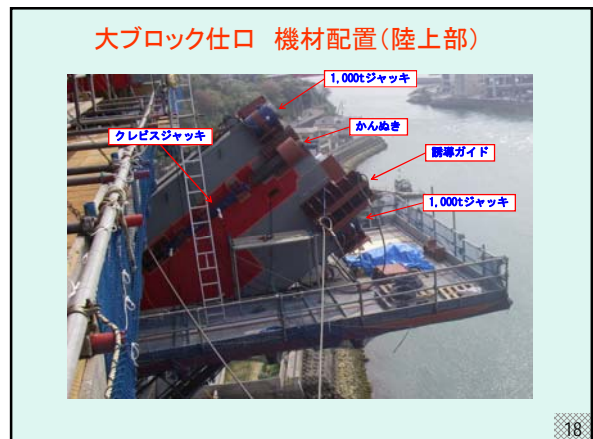 大ブロック仕口 機材配置(陸上部)
1,000tジャッキ
かんぬき
クレビスジャッキ
誘導ガイド
1,000tジャッキ
18